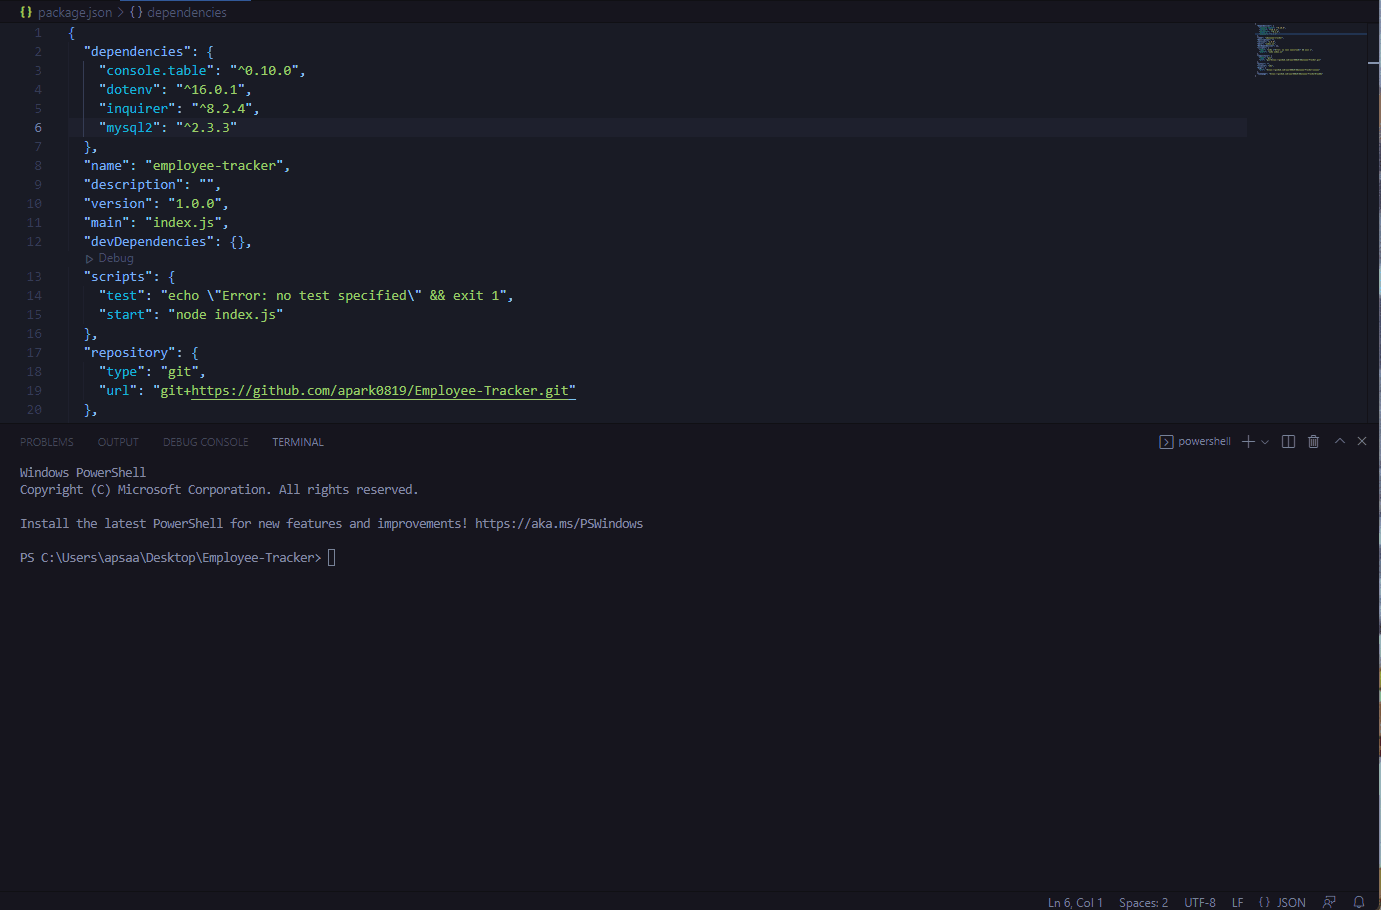 {} package.json > {} dependencies
1 {
2 "dependencies": {
3 "console.table": "^0.10.0",
4 "dotenv": "^16.0.1",
5 "inquirer": "^8.2.4",
6 "mysql2": "^2.3.3"
7 },
8 "name": "employee-tracker",
9 "description": "",
10 "version": "1.0.0",
11 "main": "index.js",
12 "devDependencies": {},
Debug
13 "scripts": {
14 "test": "echo \"Error: no test specified\" && exit 1",
15 "start": "node index.js"
16 },
17 "repository": {
18 "type": "git",
19 "url": "git+https://github.com/apark0819/Employee-Tracker.git"
20 },
PROBLEMS OUTPUT DEBUG CONSOLE TERMINAL powershell
Windows PowerShell
Copyright (C) Microsoft Corporation. All rights reserved.
Install the latest PowerShell for new features and improvements! https://aka.ms/PSWindows
PS C:\Users\apsaa\Desktop\Employee-Tracker>
Ln 6, Col 1 Spaces: 2 UTF-8 LF {} JSON